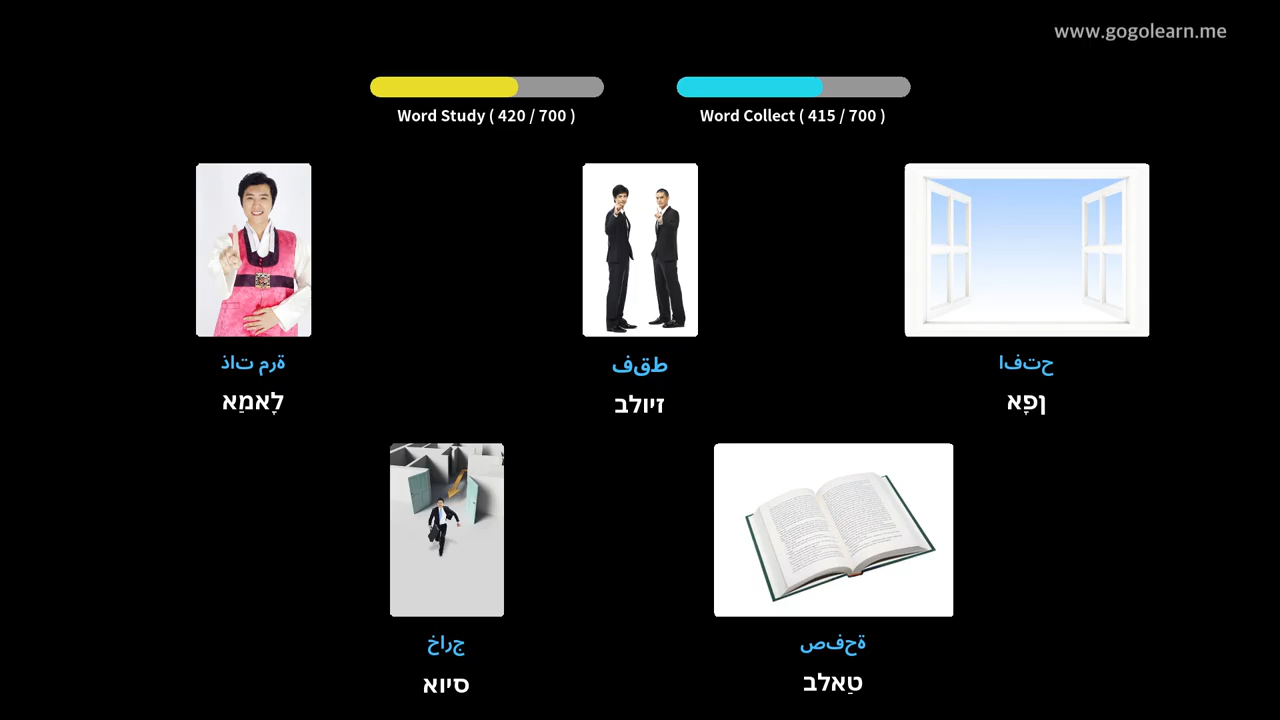 www.gogolearn.me
Word Study ( 420 / 700 )
Word Collect ( 415 / 700 )
ةرم تاذ
לָאמַא
طقف
זיולב
حتفا
ןפָא
جراخ
סיוא
ةحفص
טַאלב